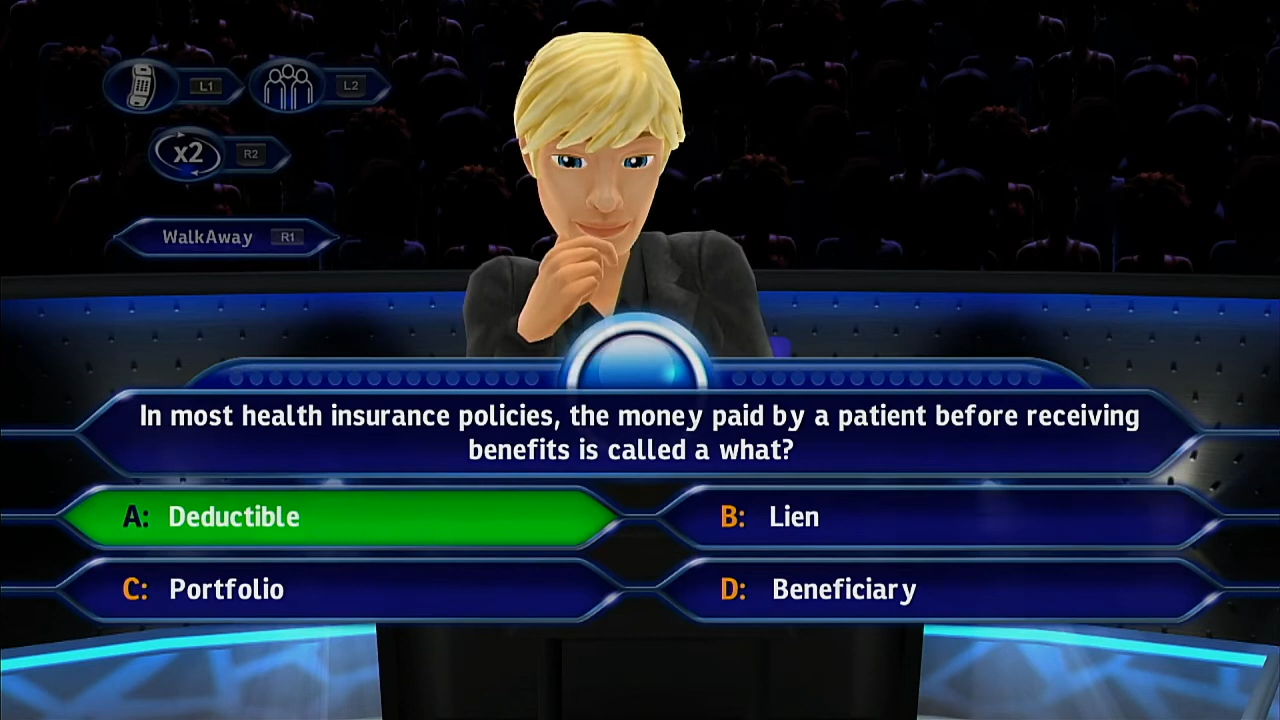 L1
L2
x2
R2
WalkAway R1
In most health insurance policies, the money paid by a patient before receiving
benefits is called a what?
A: Deductible
B: Lien
C: Portfolio
D: Beneficiary